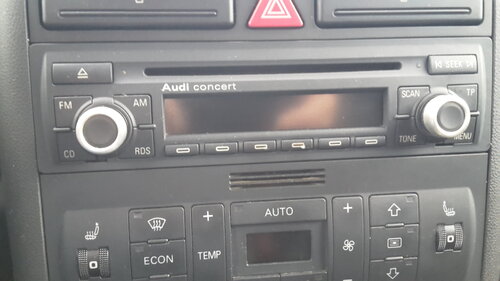 SEEK
Audi concert
FM AM
SCAN TP
CD RDS
TONE MENU
AUTO
+ +
ECON TEMP
- -